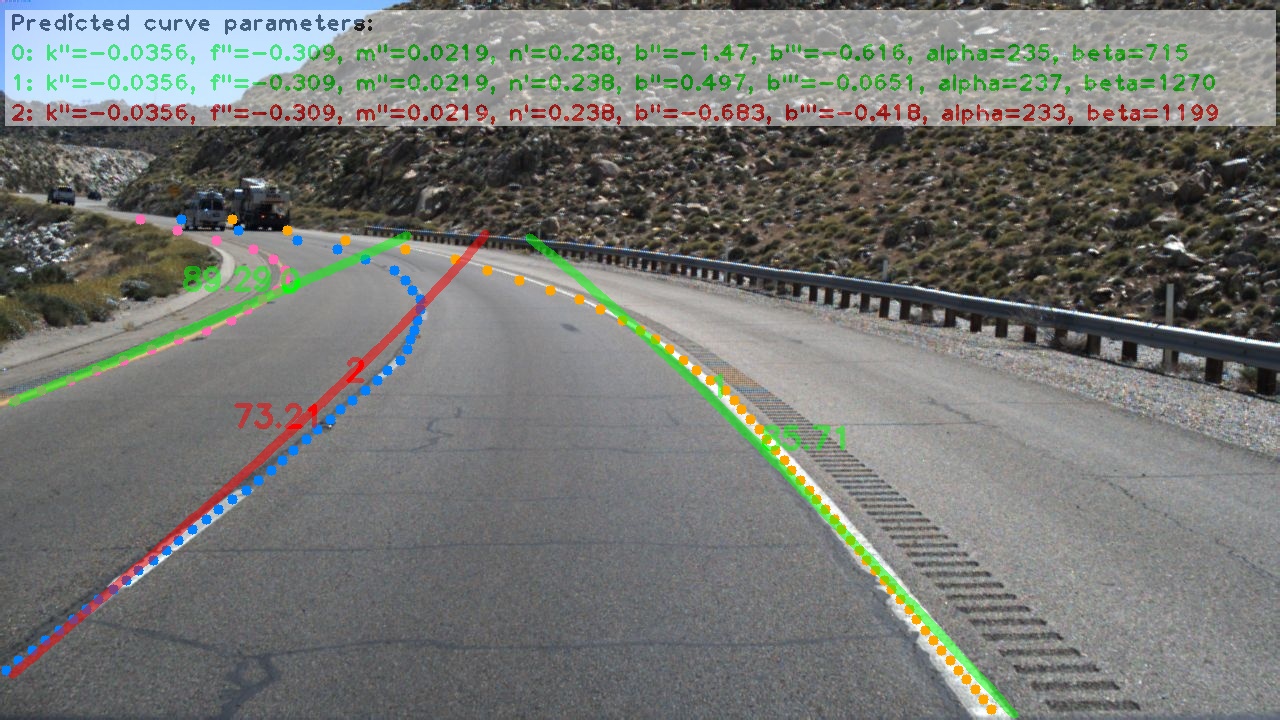 Predicted curve parameters:
0: k''=-0.0356, f''=-0.309, m''=0.0219, n'=0.238, b''=-1.47, b'''=-0.616, alpha=235, beta=715
1: k''=-0.0356, f''=-0.309, m''=0.0219, n'=0.238, b''=0.497, b'''=-0.0651, alpha=237, beta=1270
2: k''=-0.0356, f''=-0.309, m''=0.0219, n'=0.238, b''=-0.683, b'''=-0.418, alpha=233, beta=1199
89.29
2
73.21